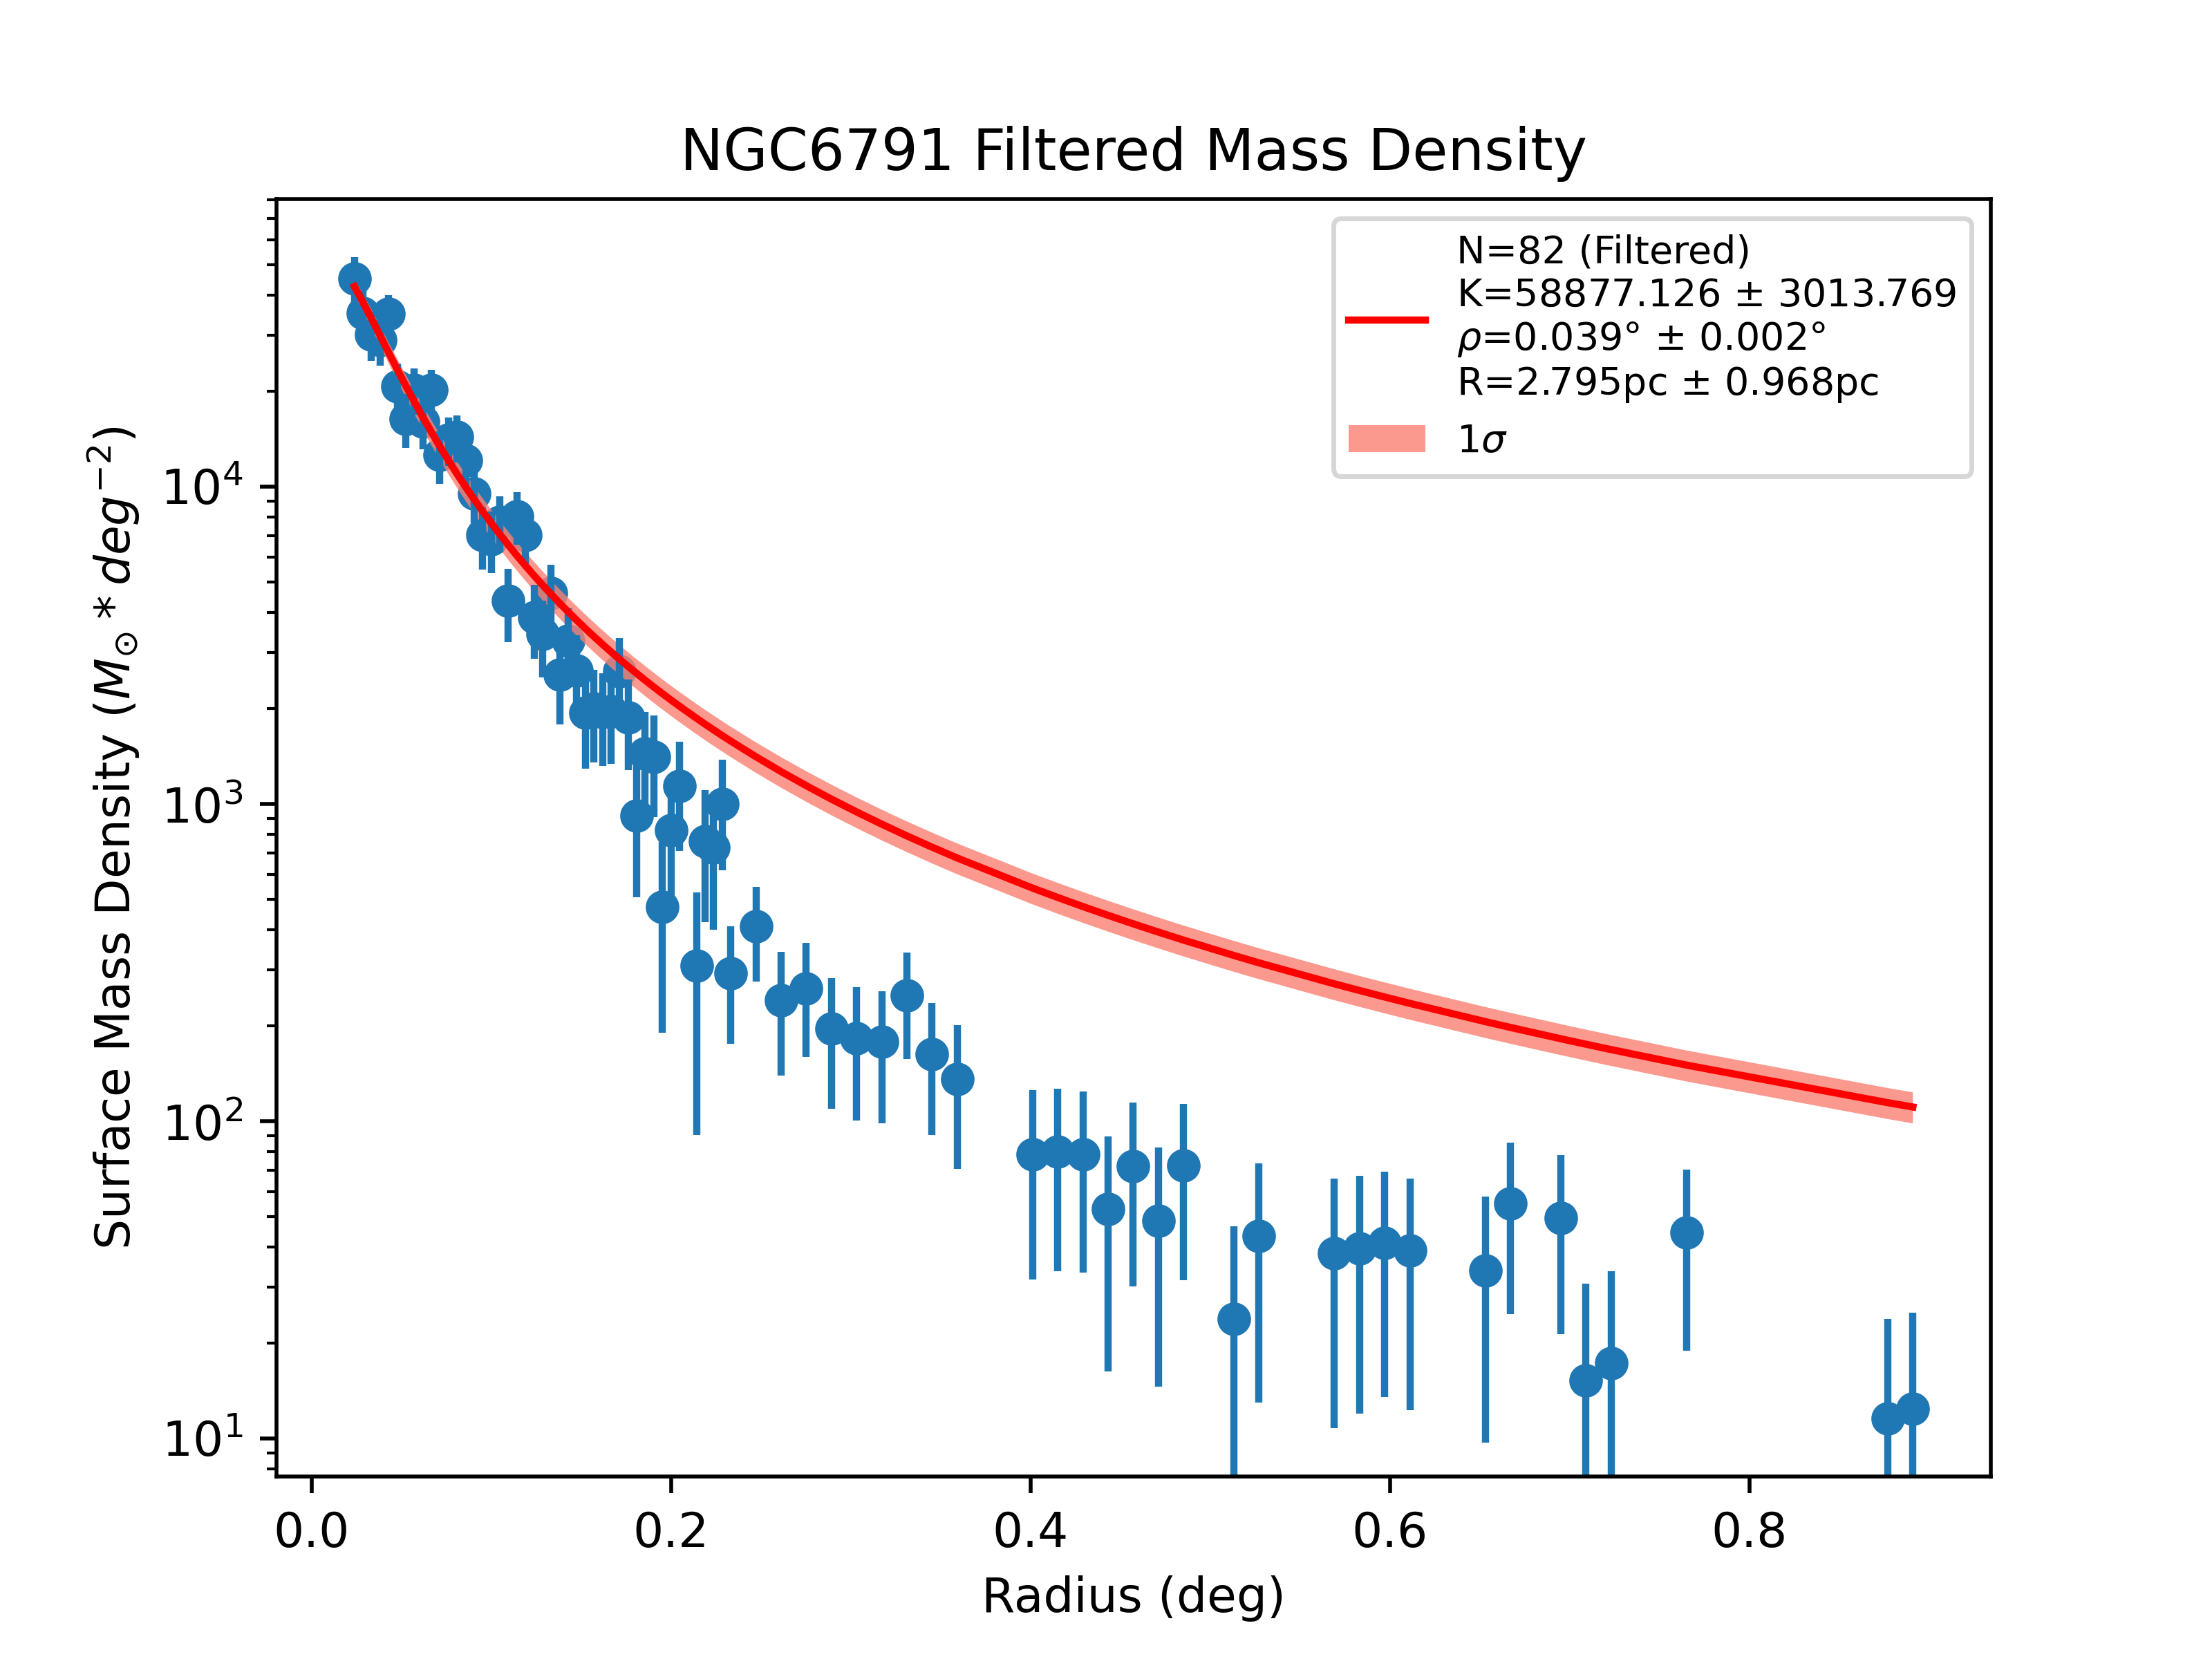 NGC6791 Filtered Mass Density
N=82 (Filtered)
K=58877.126 ± 3013.769
ρ=0.039° ± 0.002°
R=2.795pc ± 0.968pc
1σ
Surface Mass Density (M⊙ * deg⁻²)
10⁴
10³
10²
10¹
0.0 0.2 0.4 0.6 0.8
Radius (deg)